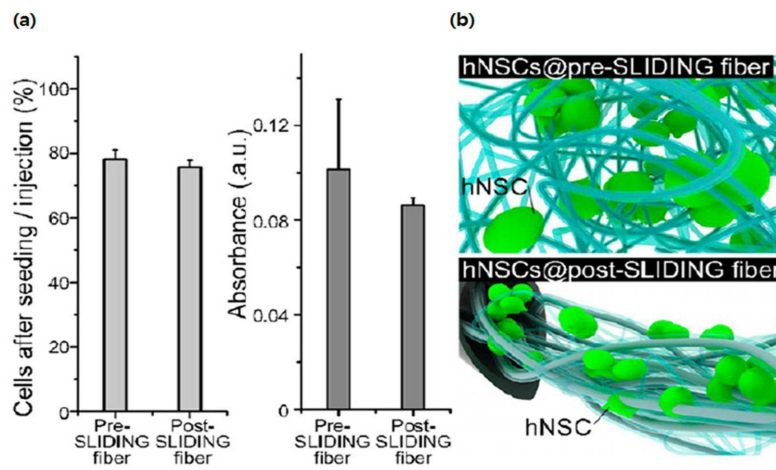 (a)
Cells after seeding / injection (%)
100
80
60
40
80
20
0
Pre-
SLIDING
fiber
Post-
SLIDING
fiber
Absorbance (.a.u.)
0.12
0.08
0.04
0
Pre-
SLIDING
fiber
Post-
SLIDING
fiber
(b)
hNSCs@pre-SLIDING fiber
hNSC
hNSCs@post-SLIDING fiber
hNSC